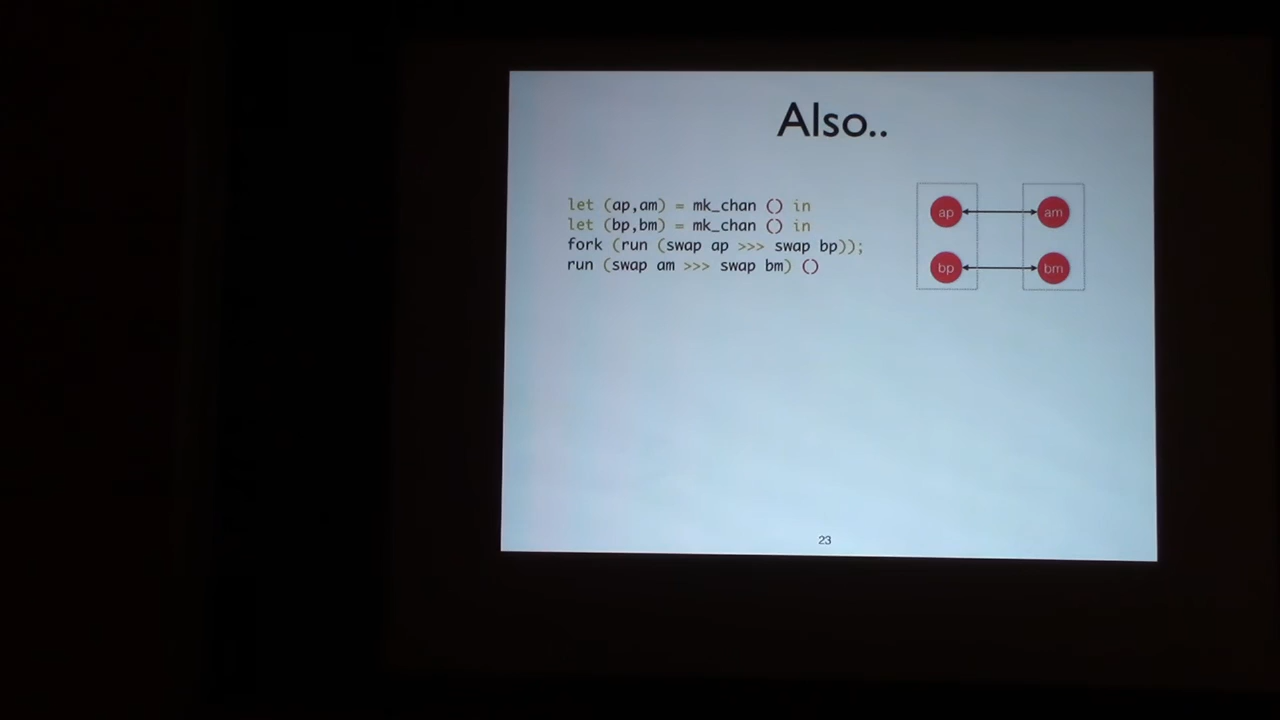 Also..
let (ap,am) = mk_chan () in
let (bp,bm) = mk_chan () in
fork (run (swap ap >>> swap bp));
run (swap am >>> swap bm) ()
ap am
bp bm
23